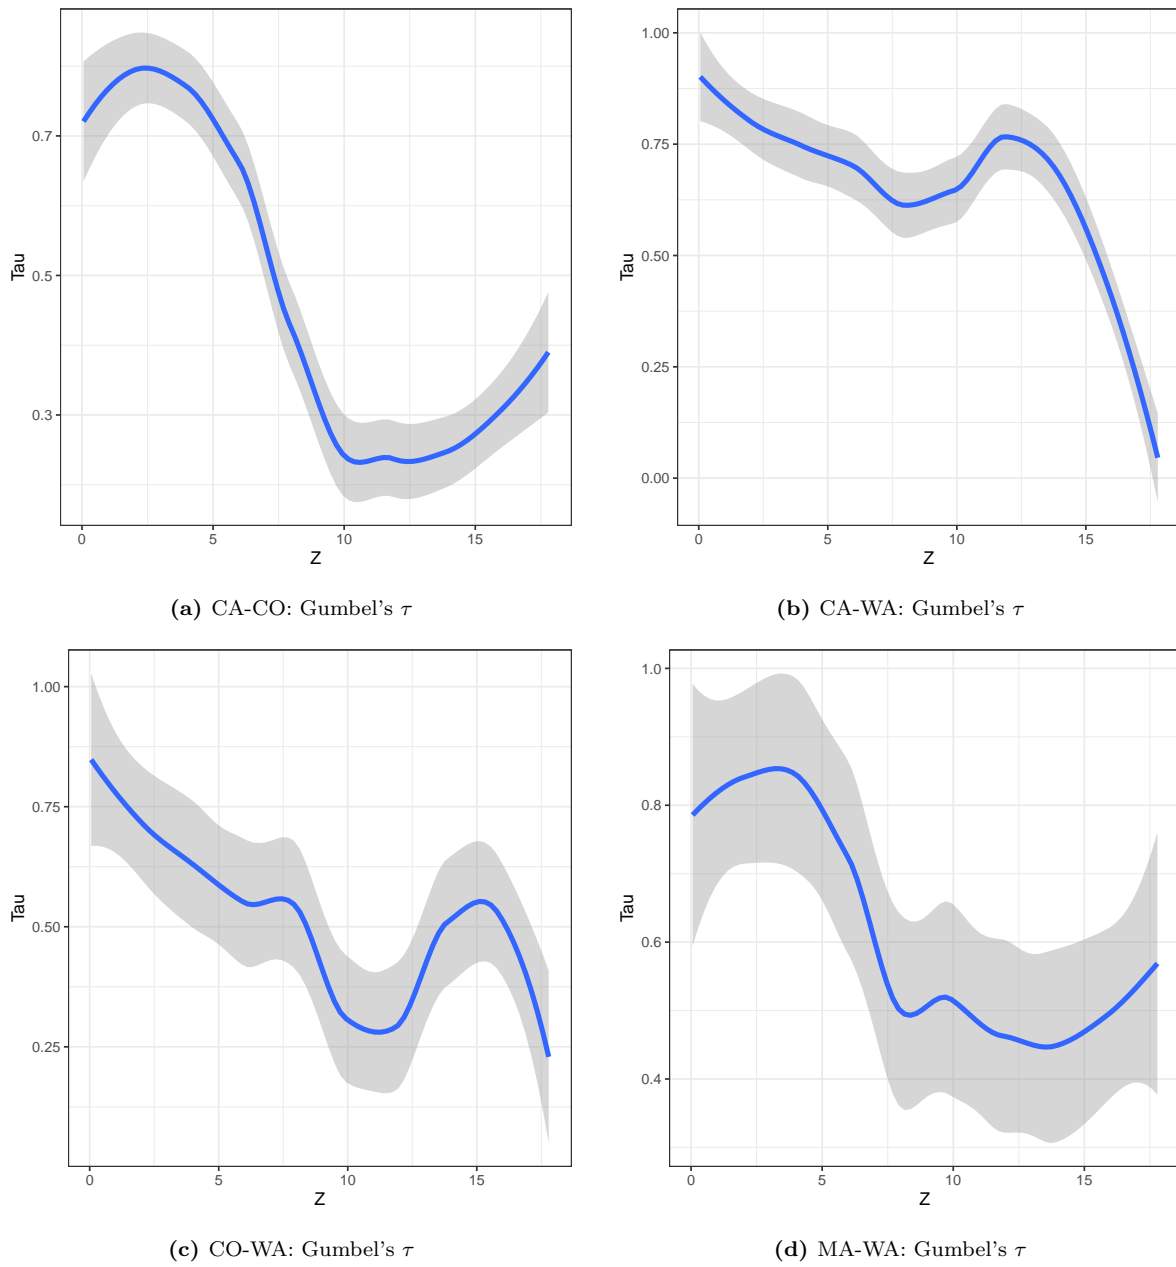 0.7
0.5
0.3
Tau
0
5
10
15
Z
(a) CA-CO: Gumbel's τ
1.00
0.75
0.50
0.25
0.00
Tau
0
5
10
15
Z
(b) CA-WA: Gumbel's τ
1.00
0.75
0.50
0.25
Tau
0
5
10
15
Z
(c) CO-WA: Gumbel's τ
1.0
0.8
0.6
0.4
Tau
0
5
10
15
Z
(d) MA-WA: Gumbel's τ